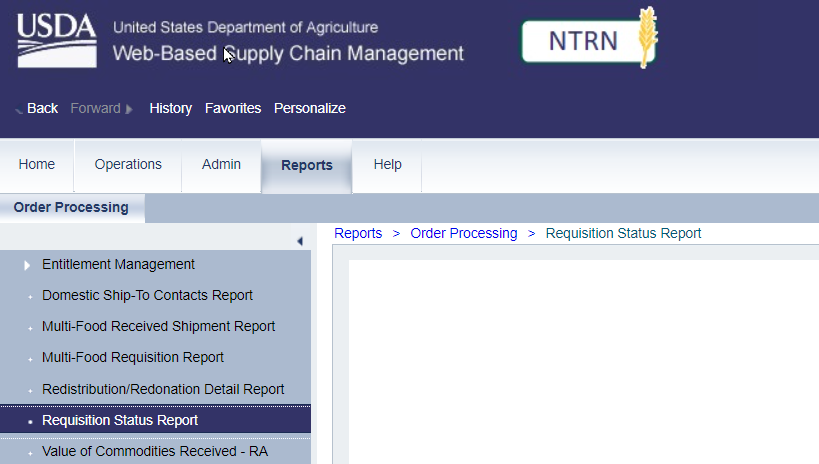 USDA
United States Department of Agriculture
Web-Based Supply Chain Management
NTRN
Back Forward History Favorites Personalize
Home Operations Admin Reports Help
Order Processing
Reports > Order Processing > Requisition Status Report
Entitlement Management
Domestic Ship-To Contacts Report
Multi-Food Received Shipment Report
Multi-Food Requisition Report
Redistribution/Redonation Detail Report
Requisition Status Report
Value of Commodities Received - RA